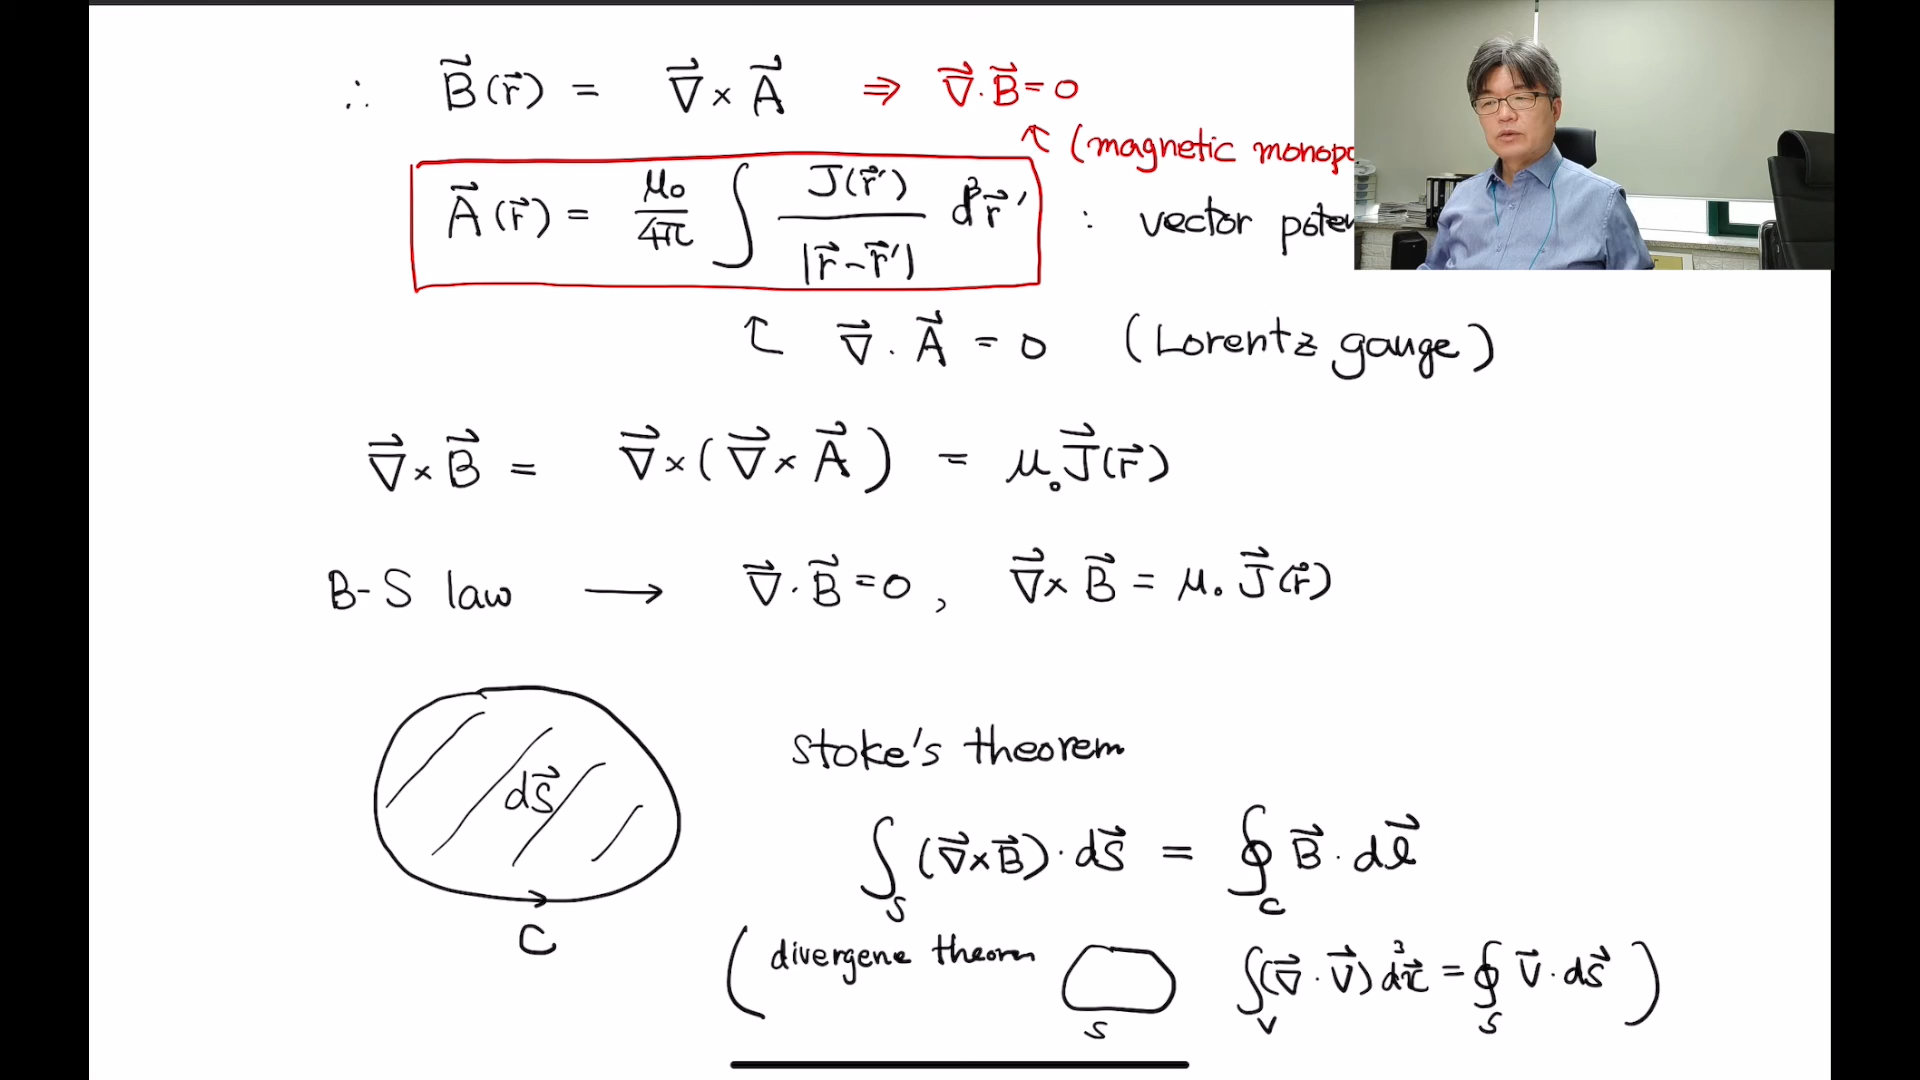 ∴ B⃗(r⃗) = ∇⃗ × A⃗ ⇒ ∇⃗·B⃗ = 0
↖ (magnetic monopo
A⃗(r⃗) = μ₀/4π ∫ J(r⃗′)/|r⃗-r⃗′| d³r⃗′ : vector poten
∇⃗·A⃗ = 0 (Lorentz gauge)
∇⃗×B⃗ = ∇⃗×(∇⃗×A⃗) = μ₀J⃗(r⃗)
B-S law → ∇⃗·B⃗=0, ∇⃗×B⃗ = μ₀J⃗(r⃗)
dS⃗
C
Stoke's theorem
∫_S (∇⃗×B⃗)·dS⃗ = ∮_C B⃗·dℓ⃗
(divergene theorm S ∫_V (∇⃗·V⃗) d³x⃗ = ∮_S V⃗·dS⃗)